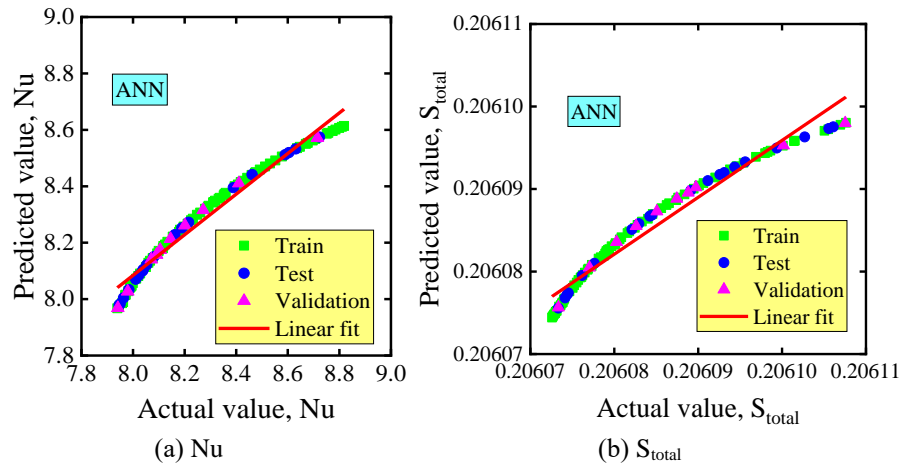 9.0
8.8
8.6
8.4
8.2
8.0
7.8
Predicted value, Nu
ANN
Train
Test
Validation
Linear fit
7.8 8.0 8.2 8.4 8.6 8.8 9.0
Actual value, Nu
(a) Nu
0.20611
0.20610
0.20609
0.20608
0.20607
Predicted value, S_total
ANN
Train
Test
Validation
Linear fit
0.20607 0.20608 0.20609 0.20610 0.20611
Actual value, S_total
(b) S_total